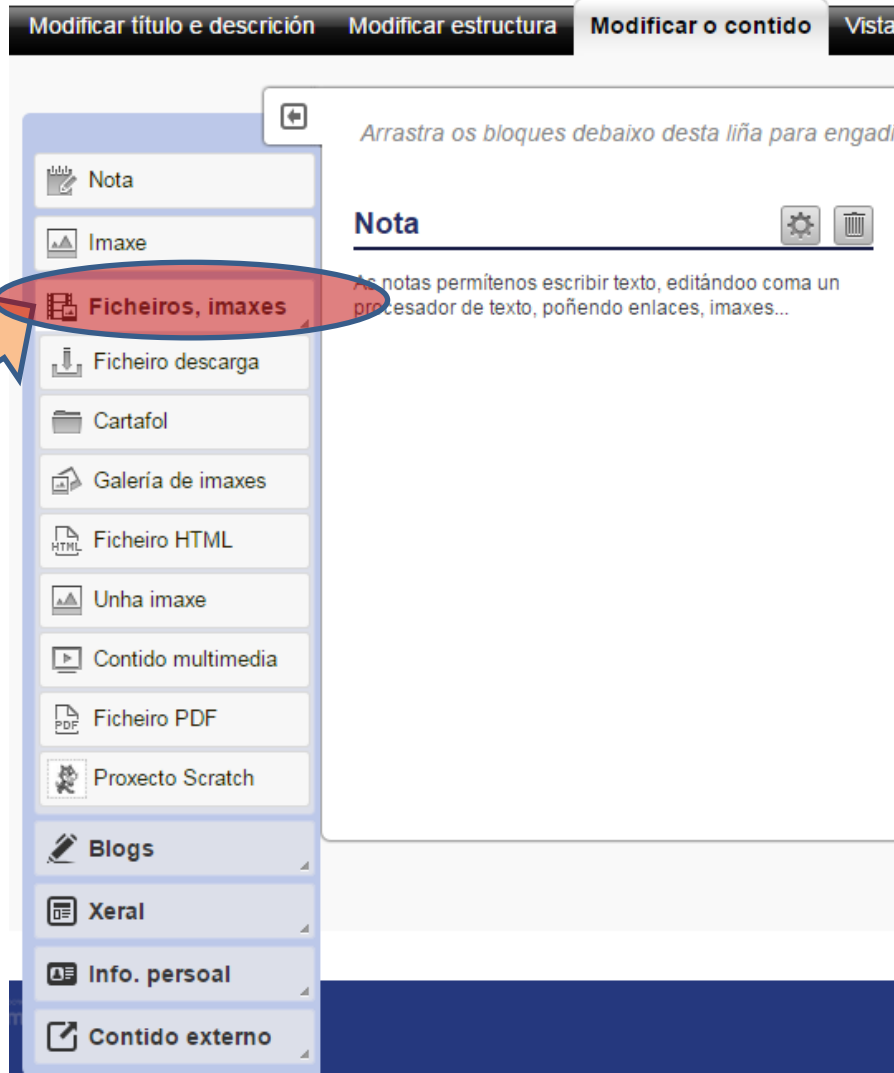 Modificar título e descrición Modificar estructura Modificar o contido Vista
Arrastra os bloques debaixo desta liña para engadi
Nota
Imaxe
Ficheiros, imaxes
Ficheiro descarga
Cartafol
Galería de imaxes
HTML Ficheiro HTML
Unha imaxe
Contido multimedia
PDF Ficheiro PDF
Proxecto Scratch
Blogs
Xeral
Info. persoal
Contido externo
Nota
As notas permítenos escribir texto, editándoo coma un
procesador de texto, poñendo enlaces, imaxes...